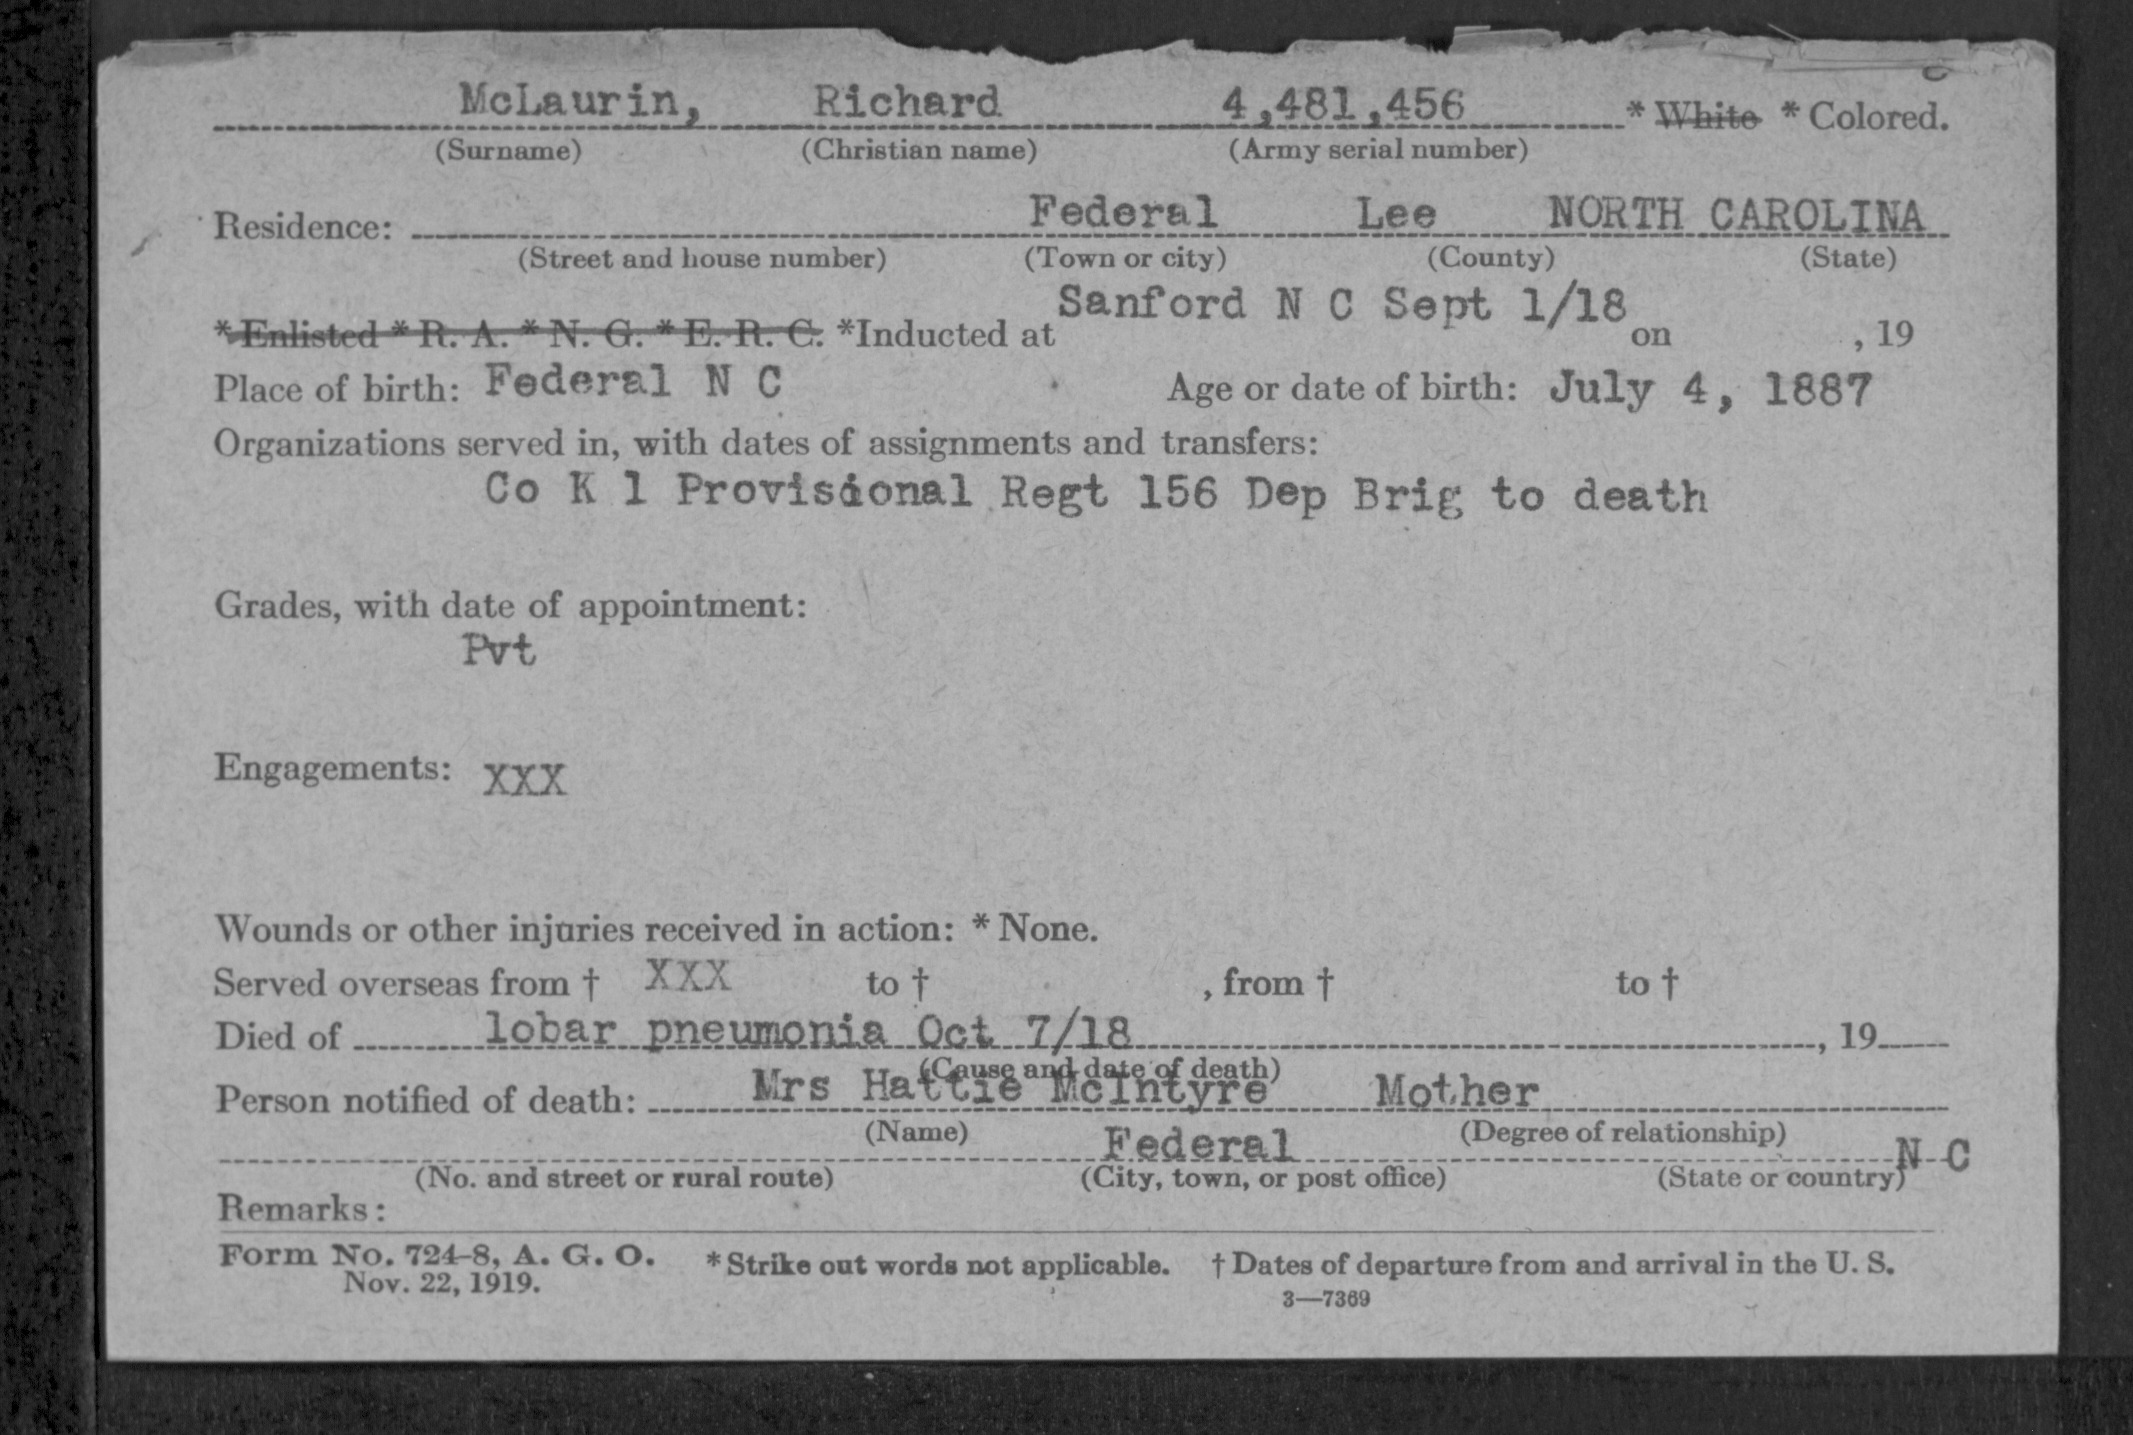 McLaurin, Richard 4,481,456 * White * Colored.
(Surname) (Christian name) (Army serial number)
Residence: Federal Lee NORTH CAROLINA
(Street and house number) (Town or city) (County) (State)
Sanford N C Sept 1/18
* Enlisted * R. A. * N. G. * E. R. C. *Inducted at on , 19
Place of birth: Federal N C Age or date of birth: July 4, 1887
Organizations served in, with dates of assignments and transfers:
Co K 1 Provisional Regt 156 Dep Brig to death
Grades, with date of appointment:
Pvt
Engagements: XXX
Wounds or other injuries received in action: * None.
Served overseas from † XXX to † , from † to †
Died of lobar pneumonia Oct 7/18 , 19
(Cause and date of death)
Person notified of death: Mrs Hattie McIntyre Mother
(Name) (Degree of relationship)
Federal N C
(No. and street or rural route) (City, town, or post office) (State or country)
Remarks:
Form No. 724-8, A. G. O. * Strike out words not applicable. † Dates of departure from and arrival in the U. S.
Nov. 22, 1919. 3—7369